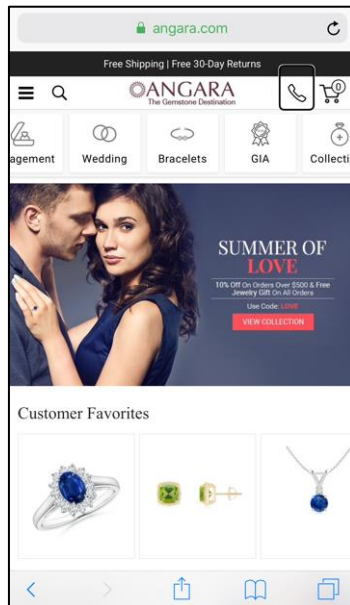 angara.com
Free Shipping | Free 30-Day Returns
ANGARA
The Gemstone Destination
0
agement
Wedding
Bracelets
GIA
Collecti
SUMMER OF
LOVE
10% Off On Orders Over $500 & Free
Jewelry Gift On All Orders
Use Code: LOVE
VIEW COLLECTION
Customer Favorites